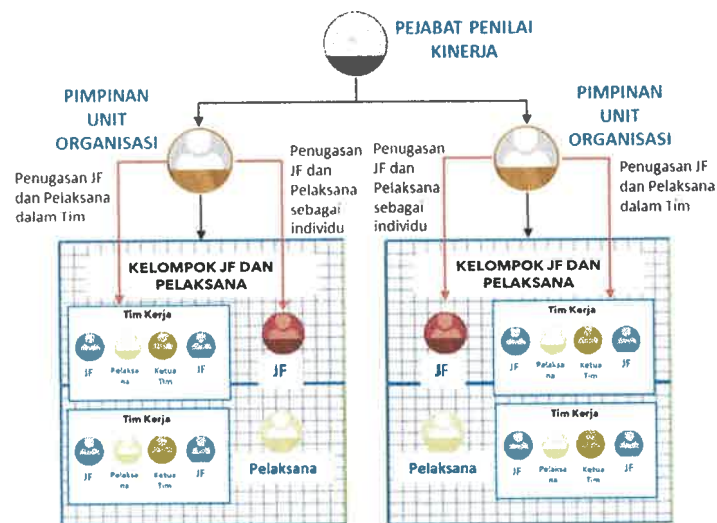 PEJABAT PENILAI
KINERJA
PIMPINAN
UNIT
ORGANISASI
PIMPINAN
UNIT
ORGANISASI
Penugasan JF
dan Pelaksana
dalam Tim
Penugasan
JF dan
Pelaksana
sebagai
individu
Penugasan
JF dan
Pelaksana
sebagai
individu
Penugasan JF
dan Pelaksana
dalam Tim
KELOMPOK JF DAN
PELAKSANA
Tim Kerja
JF
Pelaksa
na
Ketua
Tim
JF
JF
Tim Kerja
JF
Pelaksa
na
Ketua
Tim
JF
Pelaksana
KELOMPOK JF DAN
PELAKSANA
JF
Tim Kerja
JF
Pelaksa
na
Ketua
Tim
JF
Pelaksana
Tim Kerja
JF
Pelaksa
na
Ketua
Tim
JF